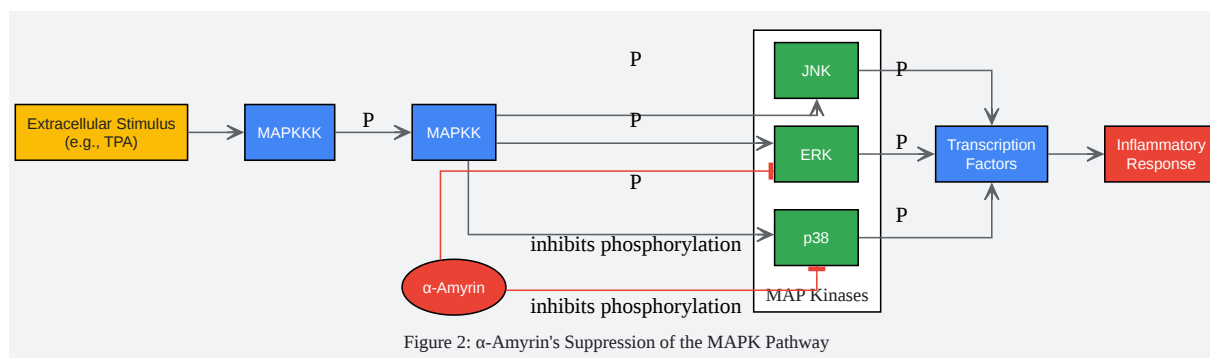 P
JNK
P
Extracellular Stimulus
(e.g., TPA)
MAPKKK
P
MAPKK
P
ERK
P
Transcription
Factors
Inflammatory
Response
P
P
p38
inhibits phosphorylation
α-Amyrin
inhibits phosphorylation
MAP Kinases
Figure 2: α-Amyrin's Suppression of the MAPK Pathway